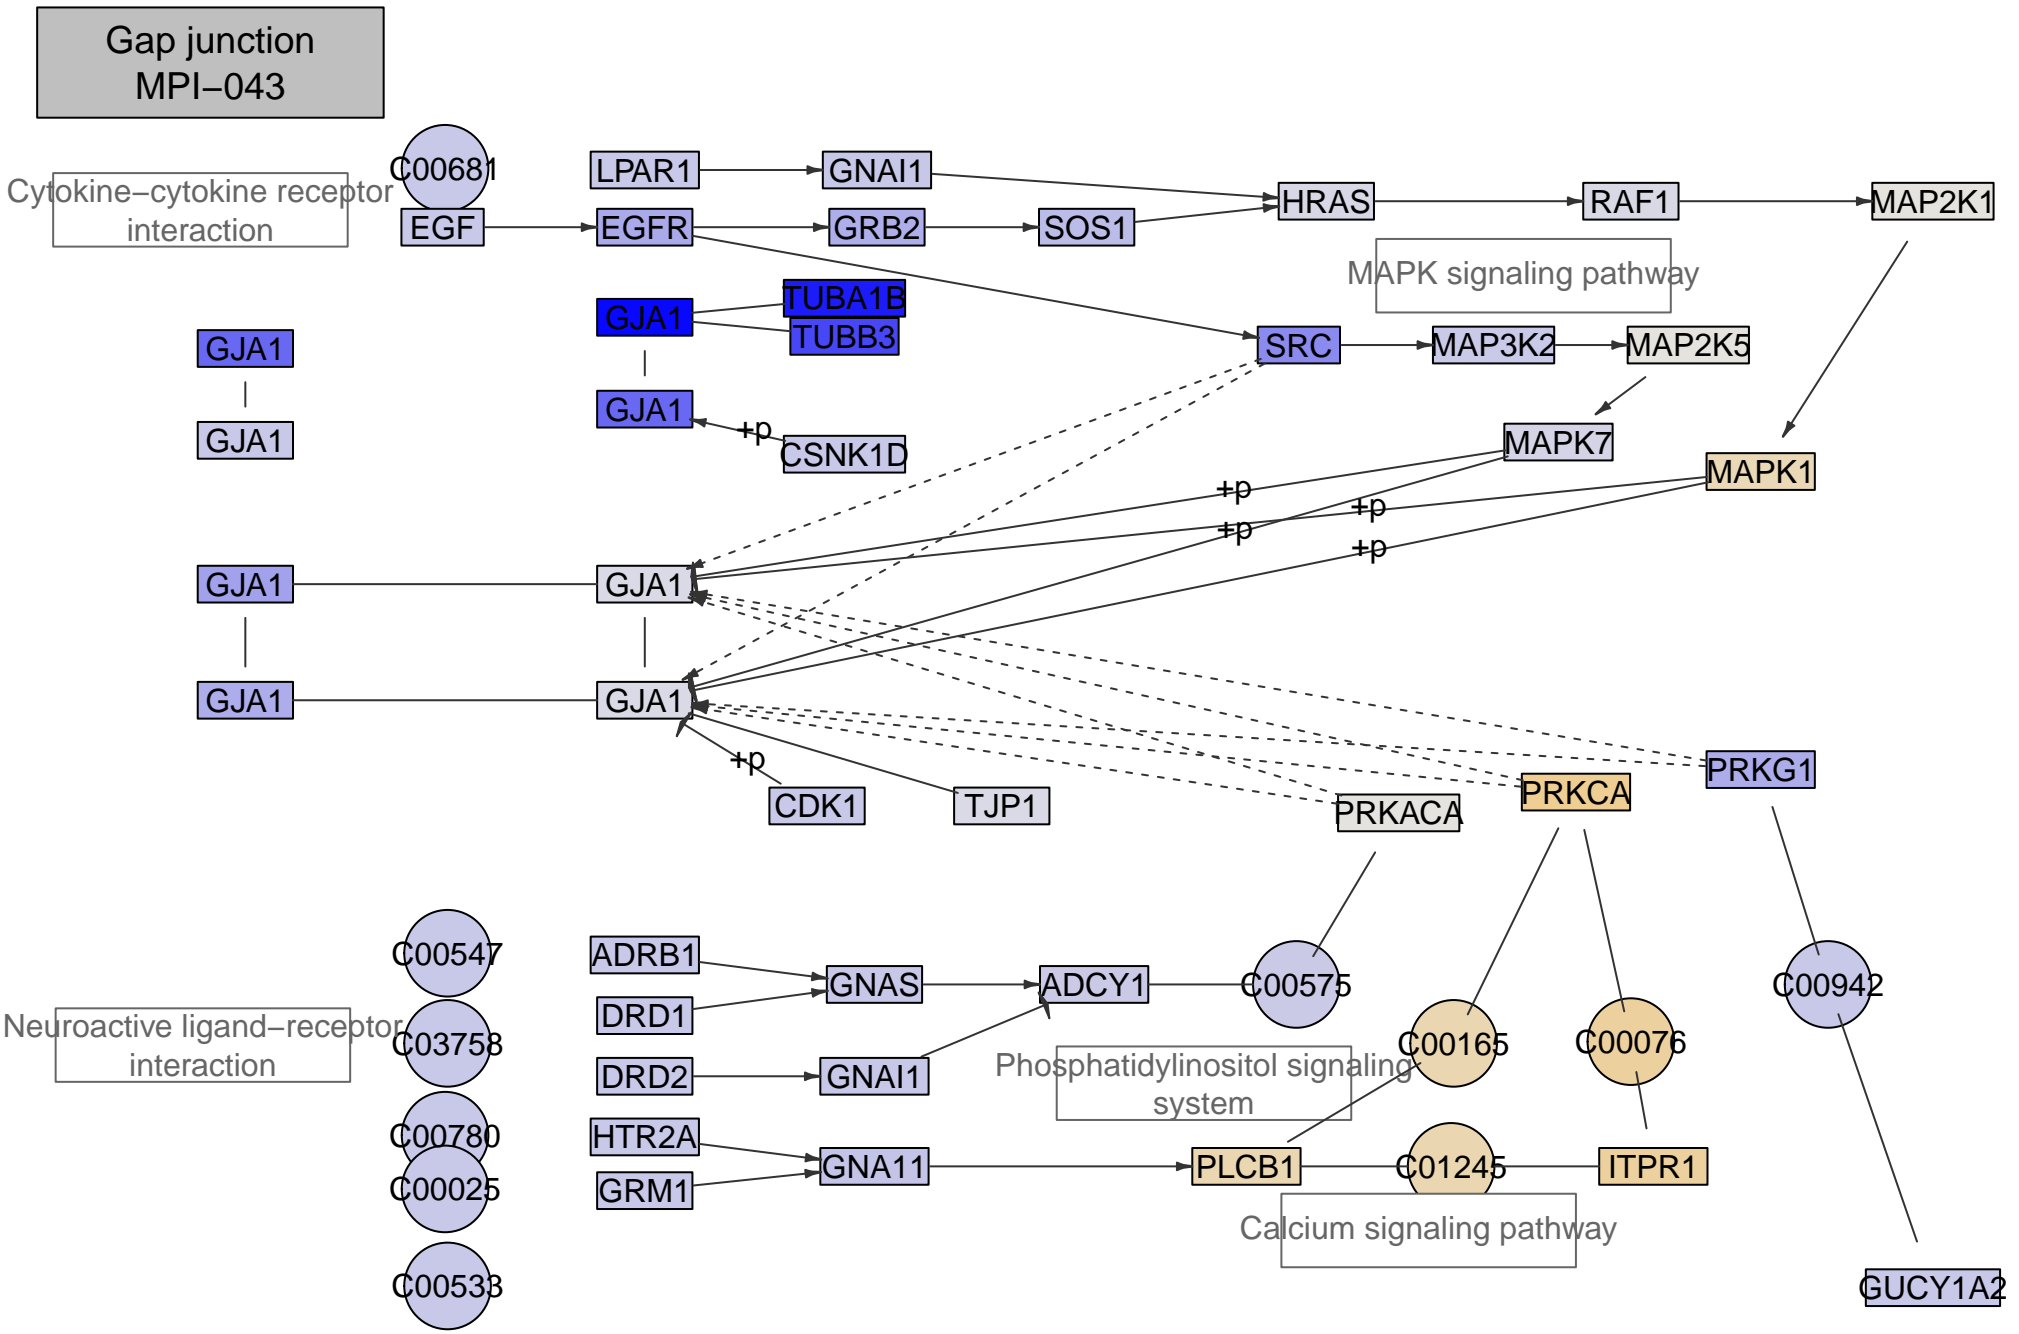 Gap junction
MPI−043
C00681
LPAR1
GNAI1
Cytokine−cytokine receptor
interaction
HRAS
RAF1
MAP2K1
EGF
EGFR
GRB2
SOS1
MAPK signaling pathway
TUBA1B
GJA1
TUBB3
GJA1
SRC
MAP3K2
MAP2K5
GJA1
+p
GJA1
CSNK1D
MAPK7
MAPK1
+p
+p
+p
+p
GJA1
GJA1
GJA1
GJA1
+p
CDK1
TJP1
PRKACA
PRKCA
PRKG1
C00547
ADRB1
GNAS
ADCY1
C00575
C00942
DRD1
Neuroactive ligand−receptor
interaction
C03758
C00165
C00076
DRD2
GNAI1
Phosphatidylinositol signaling
system
C00780
HTR2A
GNA11
PLCB1
C01245
ITPR1
C00025
GRM1
Calcium signaling pathway
C00533
GUCY1A2